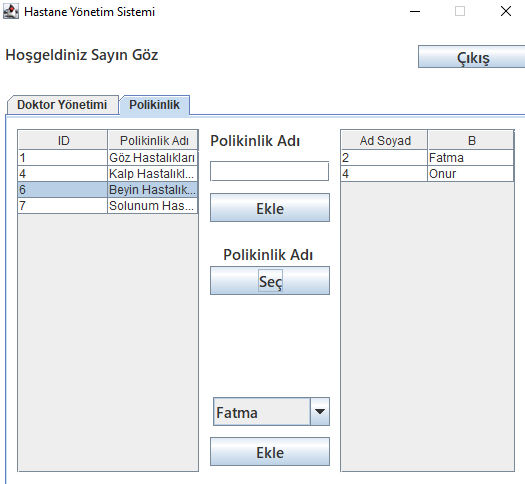 Hastane Yönetim Sistemi
Hoşgeldiniz Sayın Göz
Çıkış
Doktor Yönetimi
Polikinlik
ID Polikinlik Adı
1 Göz Hastalıkları
4 Kalp Hastalıkl...
6 Beyin Hastalık...
7 Solunum Has...
Polikinlik Adı
Ekle
Polikinlik Adı
Seç
Fatma
Ekle
Ad Soyad B
2 Fatma
4 Onur